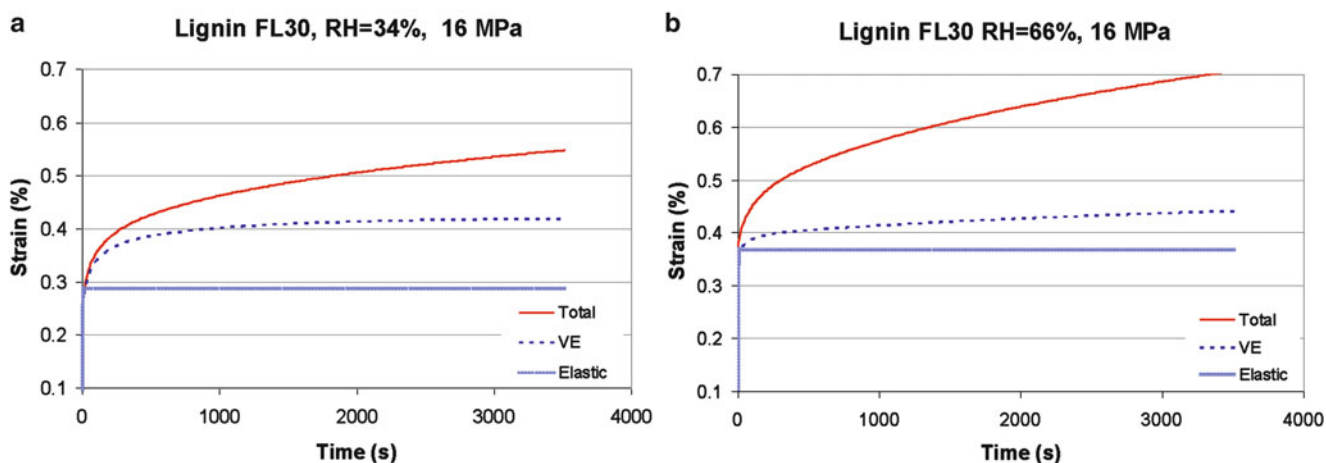 a
Lignin FL30, RH=34%, 16 MPa
0.7
0.6
0.5
0.4
0.3
0.2
0.1
Strain (%)
Total
VE
Elastic
0
1000
2000
3000
4000
Time (s)
b
Lignin FL30 RH=66%, 16 MPa
0.7
0.6
0.5
0.4
0.3
0.2
0.1
Strain (%)
Total
VE
Elastic
0
1000
2000
3000
4000
Time (s)